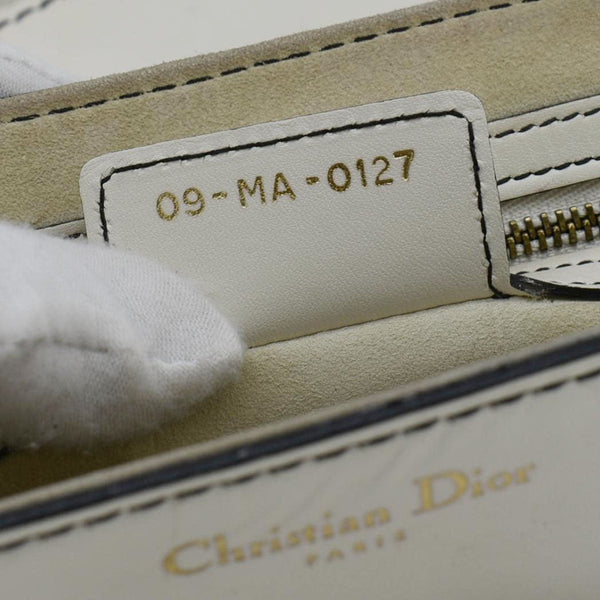 09-MA-0127
Christian Dior
PARIS